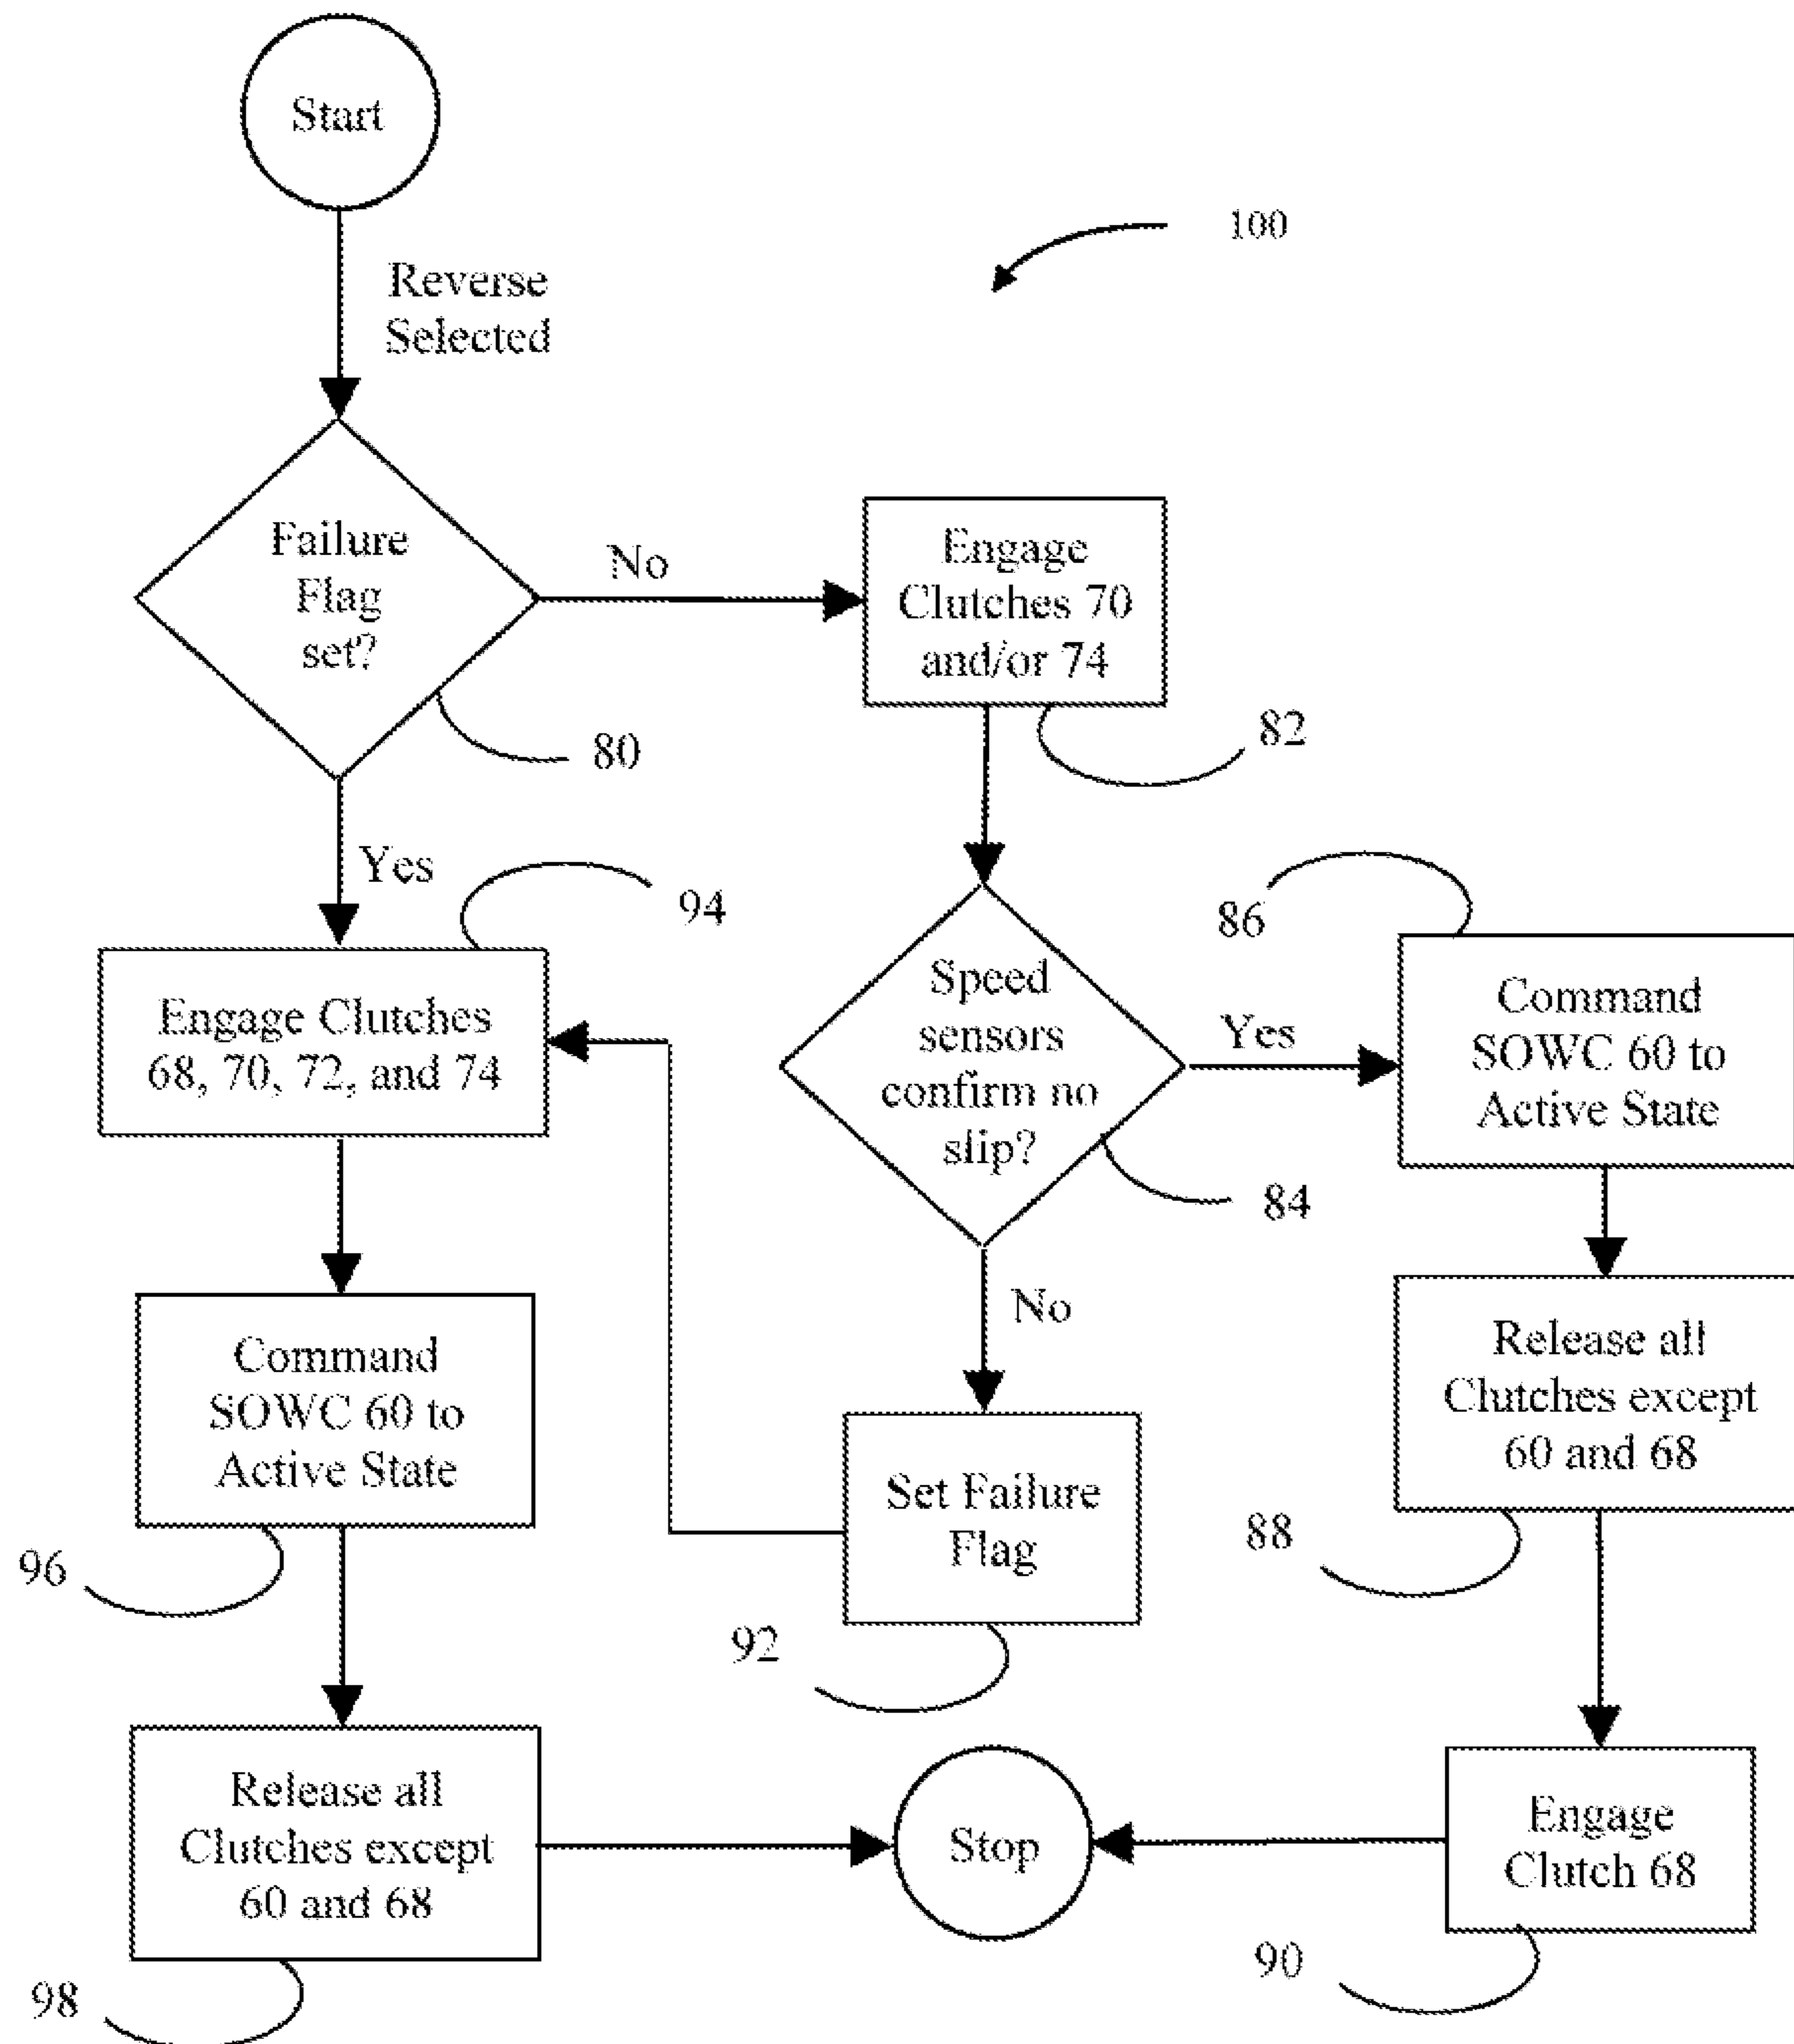 Start
100
Reverse
Selected
Failure
Flag
set?
No
Engage
Clutches 70
and/or 74
80
82
Yes
94
86
Engage Clutches
68, 70, 72, and 74
Speed
sensors
confirm no
slip?
Yes
Command
SOWC 60 to
Active State
84
No
Command
SOWC 60 to
Active State
Release all
Clutches except
60 and 68
Set Failure
Flag
96
88
92
Release all
Clutches except
60 and 68
Stop
Engage
Clutch 68
98
90